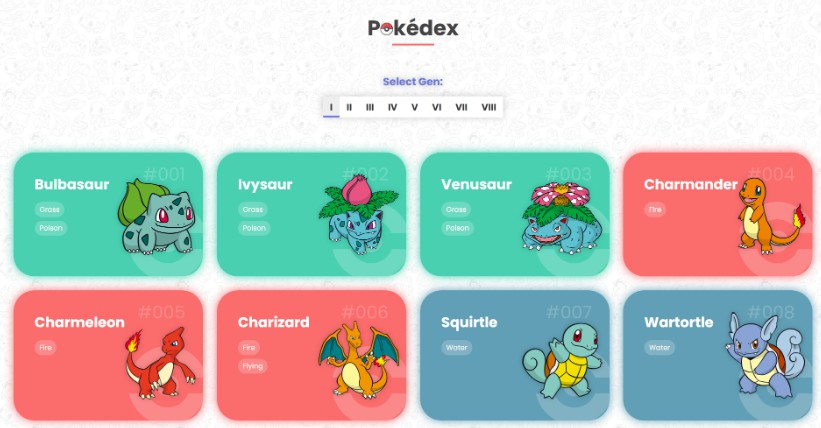 Pokédex
Select Gen:
I II III IV V VI VII VIII
#001
Bulbasaur
Grass
Poison
#002
Ivysaur
Grass
Poison
#003
Venusaur
Grass
Poison
#004
Charmander
Fire
#005
Charmeleon
Fire
#006
Charizard
Fire
Flying
#007
Squirtle
Water
#008
Wartortle
Water